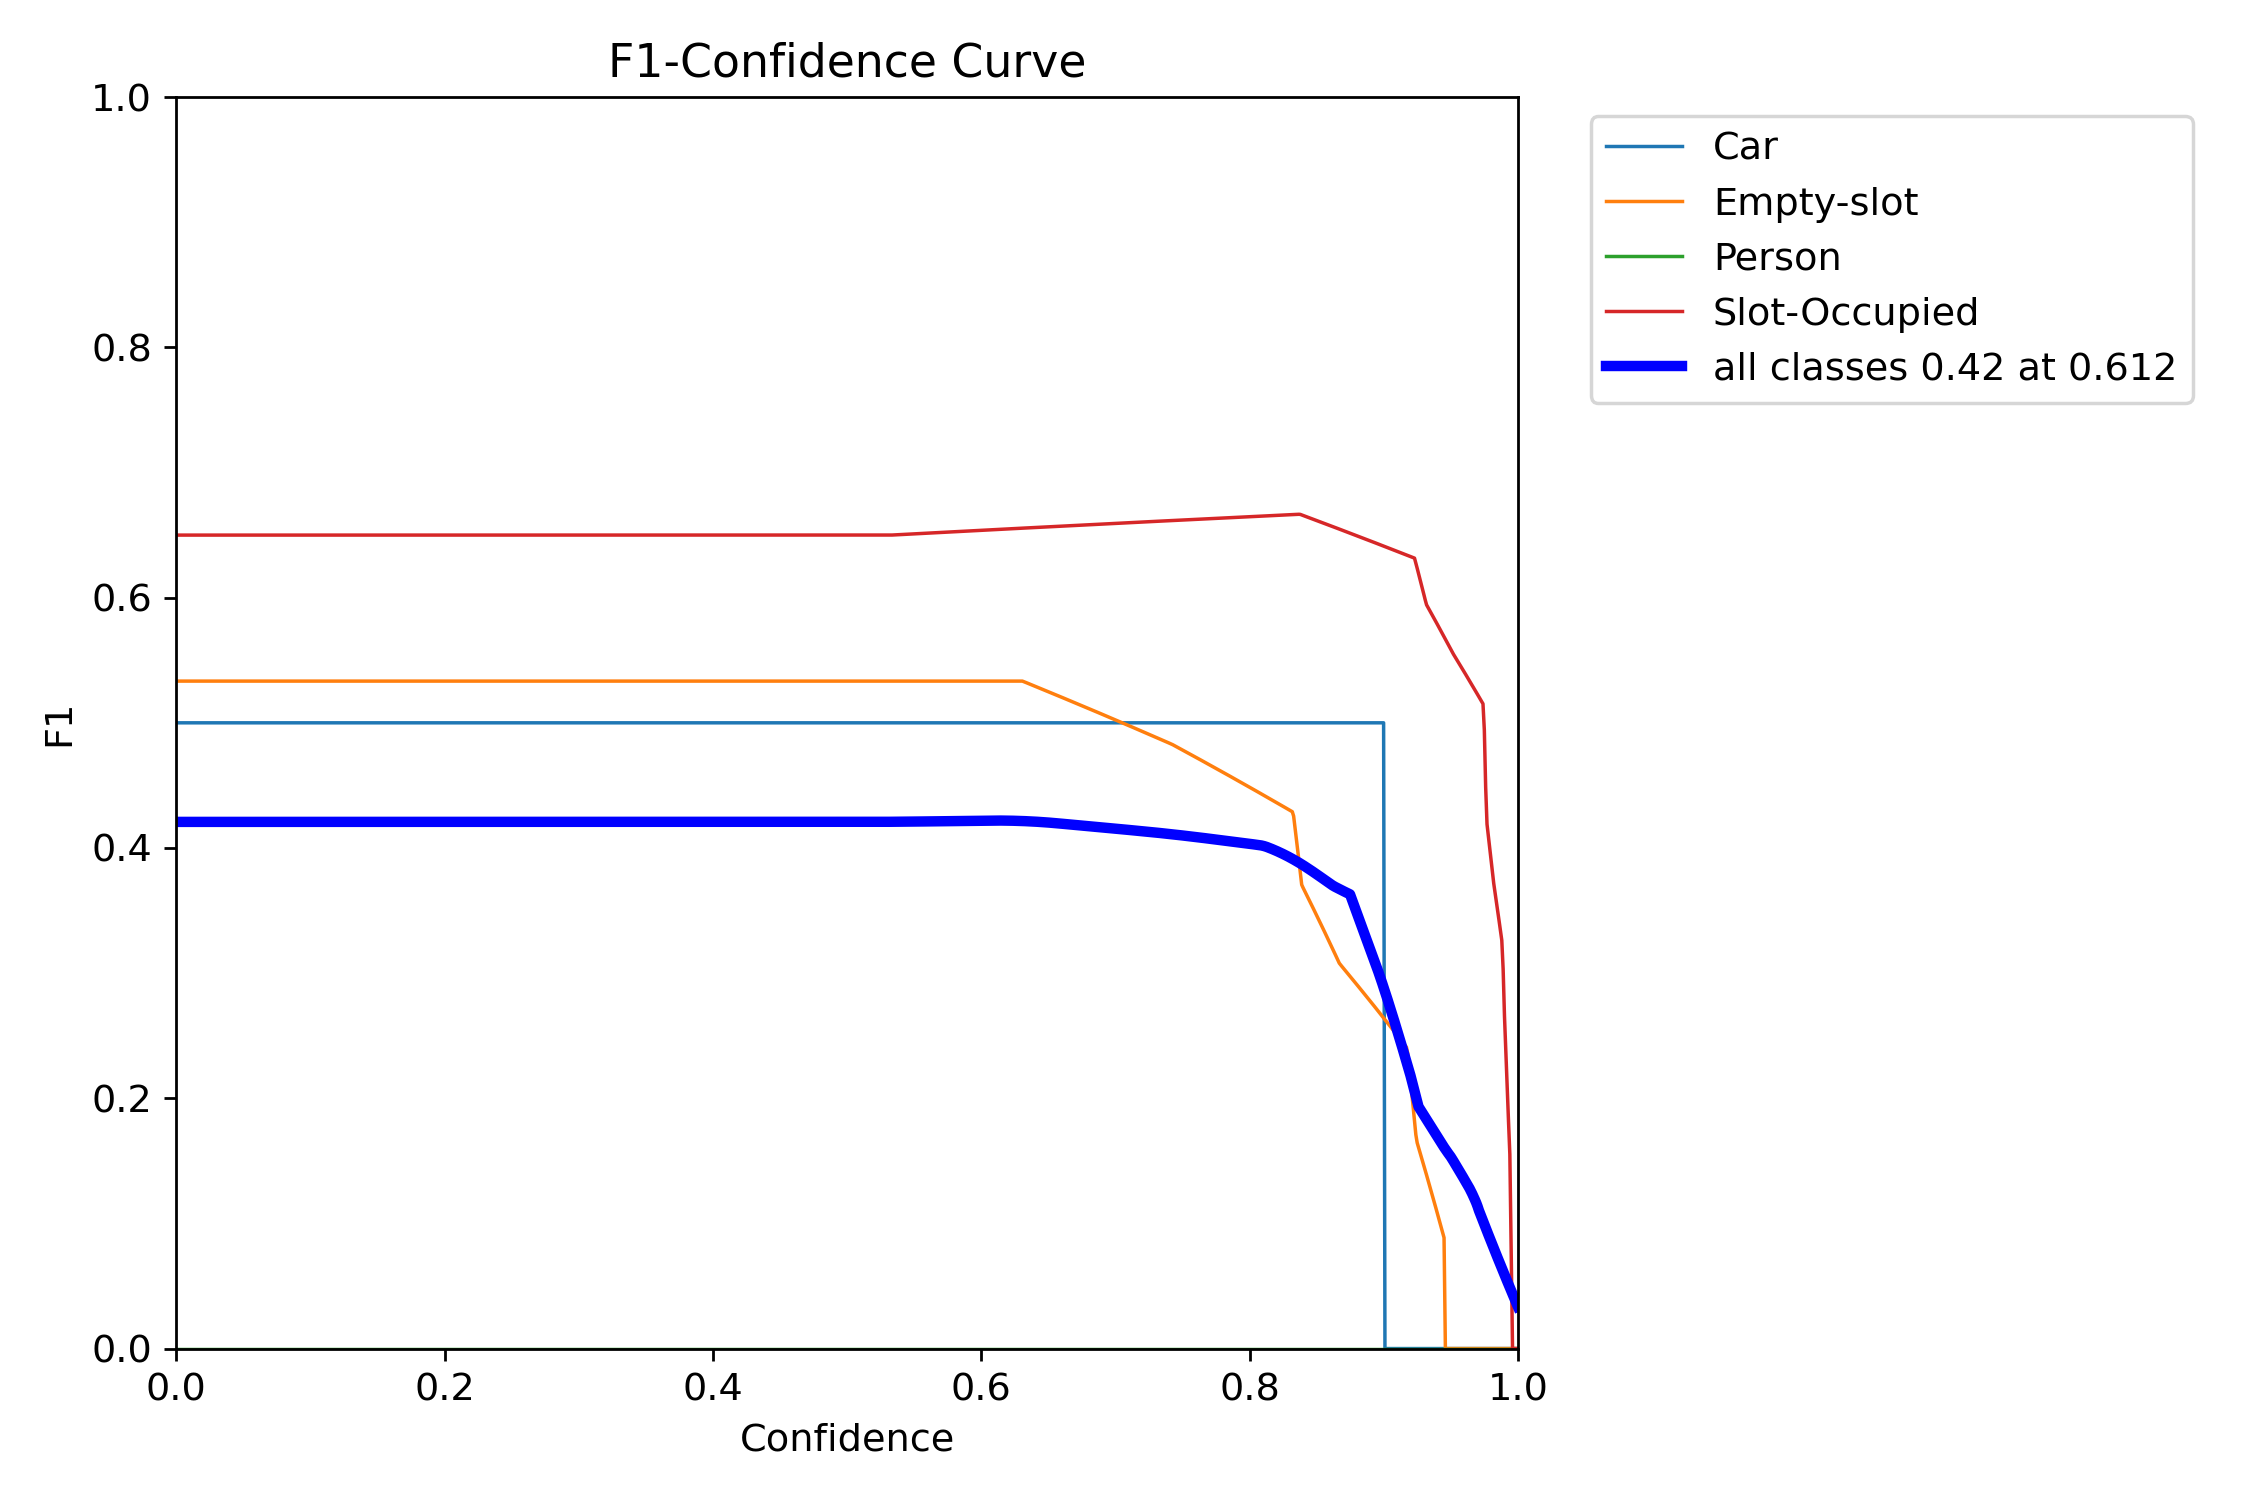 F1-Confidence Curve
1.0
0.8
0.6
0.4
0.2
0.0
F1
0.0 0.2 0.4 0.6 0.8 1.0
Confidence
Car
Empty-slot
Person
Slot-Occupied
all classes 0.42 at 0.612